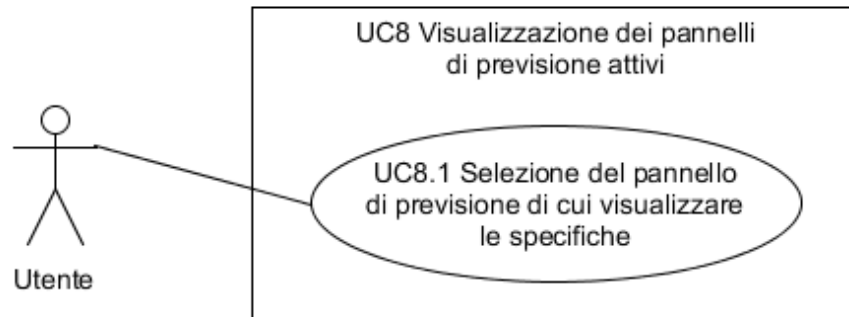 UC8 Visualizzazione dei pannelli
di previsione attivi
UC8.1 Selezione del pannello
di previsione di cui visualizzare
le specifiche
Utente